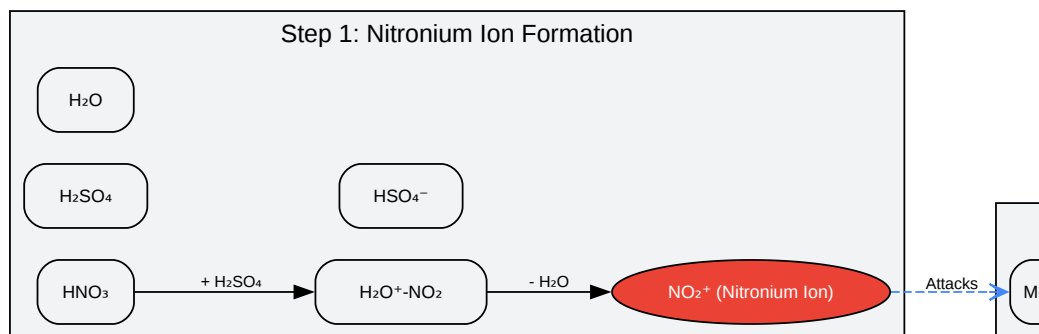 Step 1: Nitronium Ion Formation
H₂O
H₂SO₄
HSO₄⁻
HNO₃
+ H₂SO₄
H₂O⁺-NO₂
- H₂O
NO₂⁺ (Nitronium Ion)
Attacks